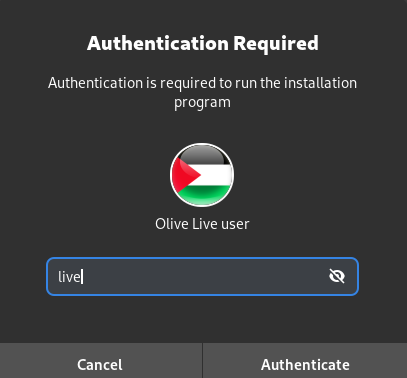 Authentication Required
Authentication is required to run the installation
program
Olive Live user
live
Cancel
Authenticate